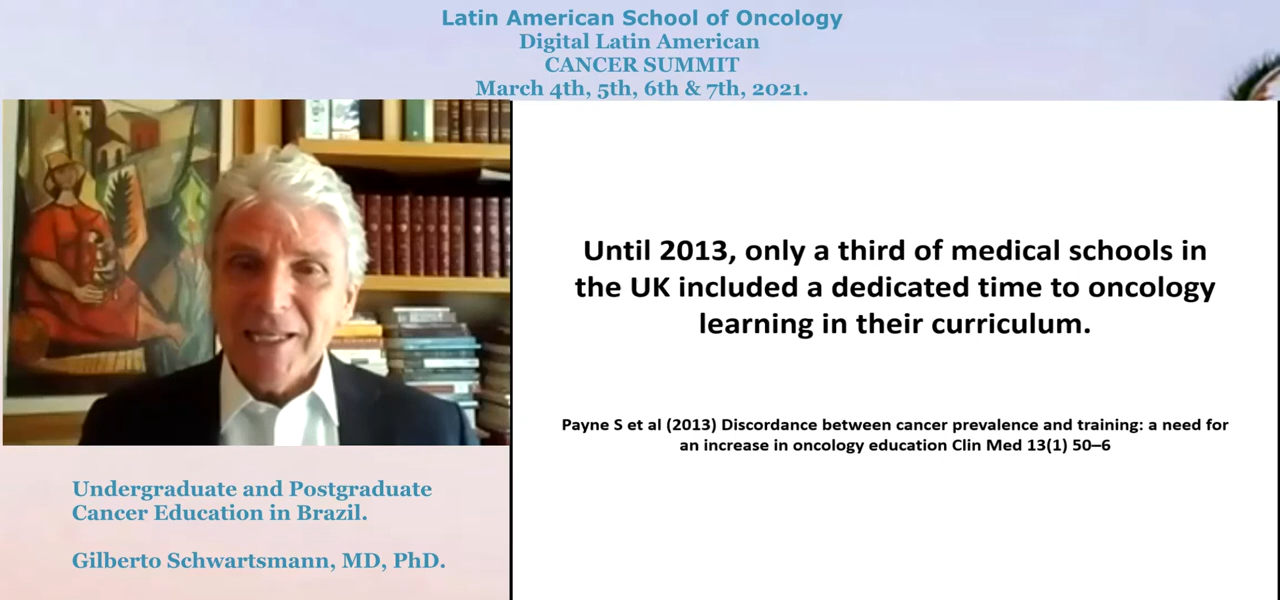 Latin American School of Oncology
Digital Latin American
CANCER SUMMIT
March 4th, 5th, 6th & 7th, 2021.
Until 2013, only a third of medical schools in
the UK included a dedicated time to oncology
learning in their curriculum.
Payne S et al (2013) Discordance between cancer prevalence and training: a need for
an increase in oncology education Clin Med 13(1) 50–6
Undergraduate and Postgraduate
Cancer Education in Brazil.
Gilberto Schwartsmann, MD, PhD.